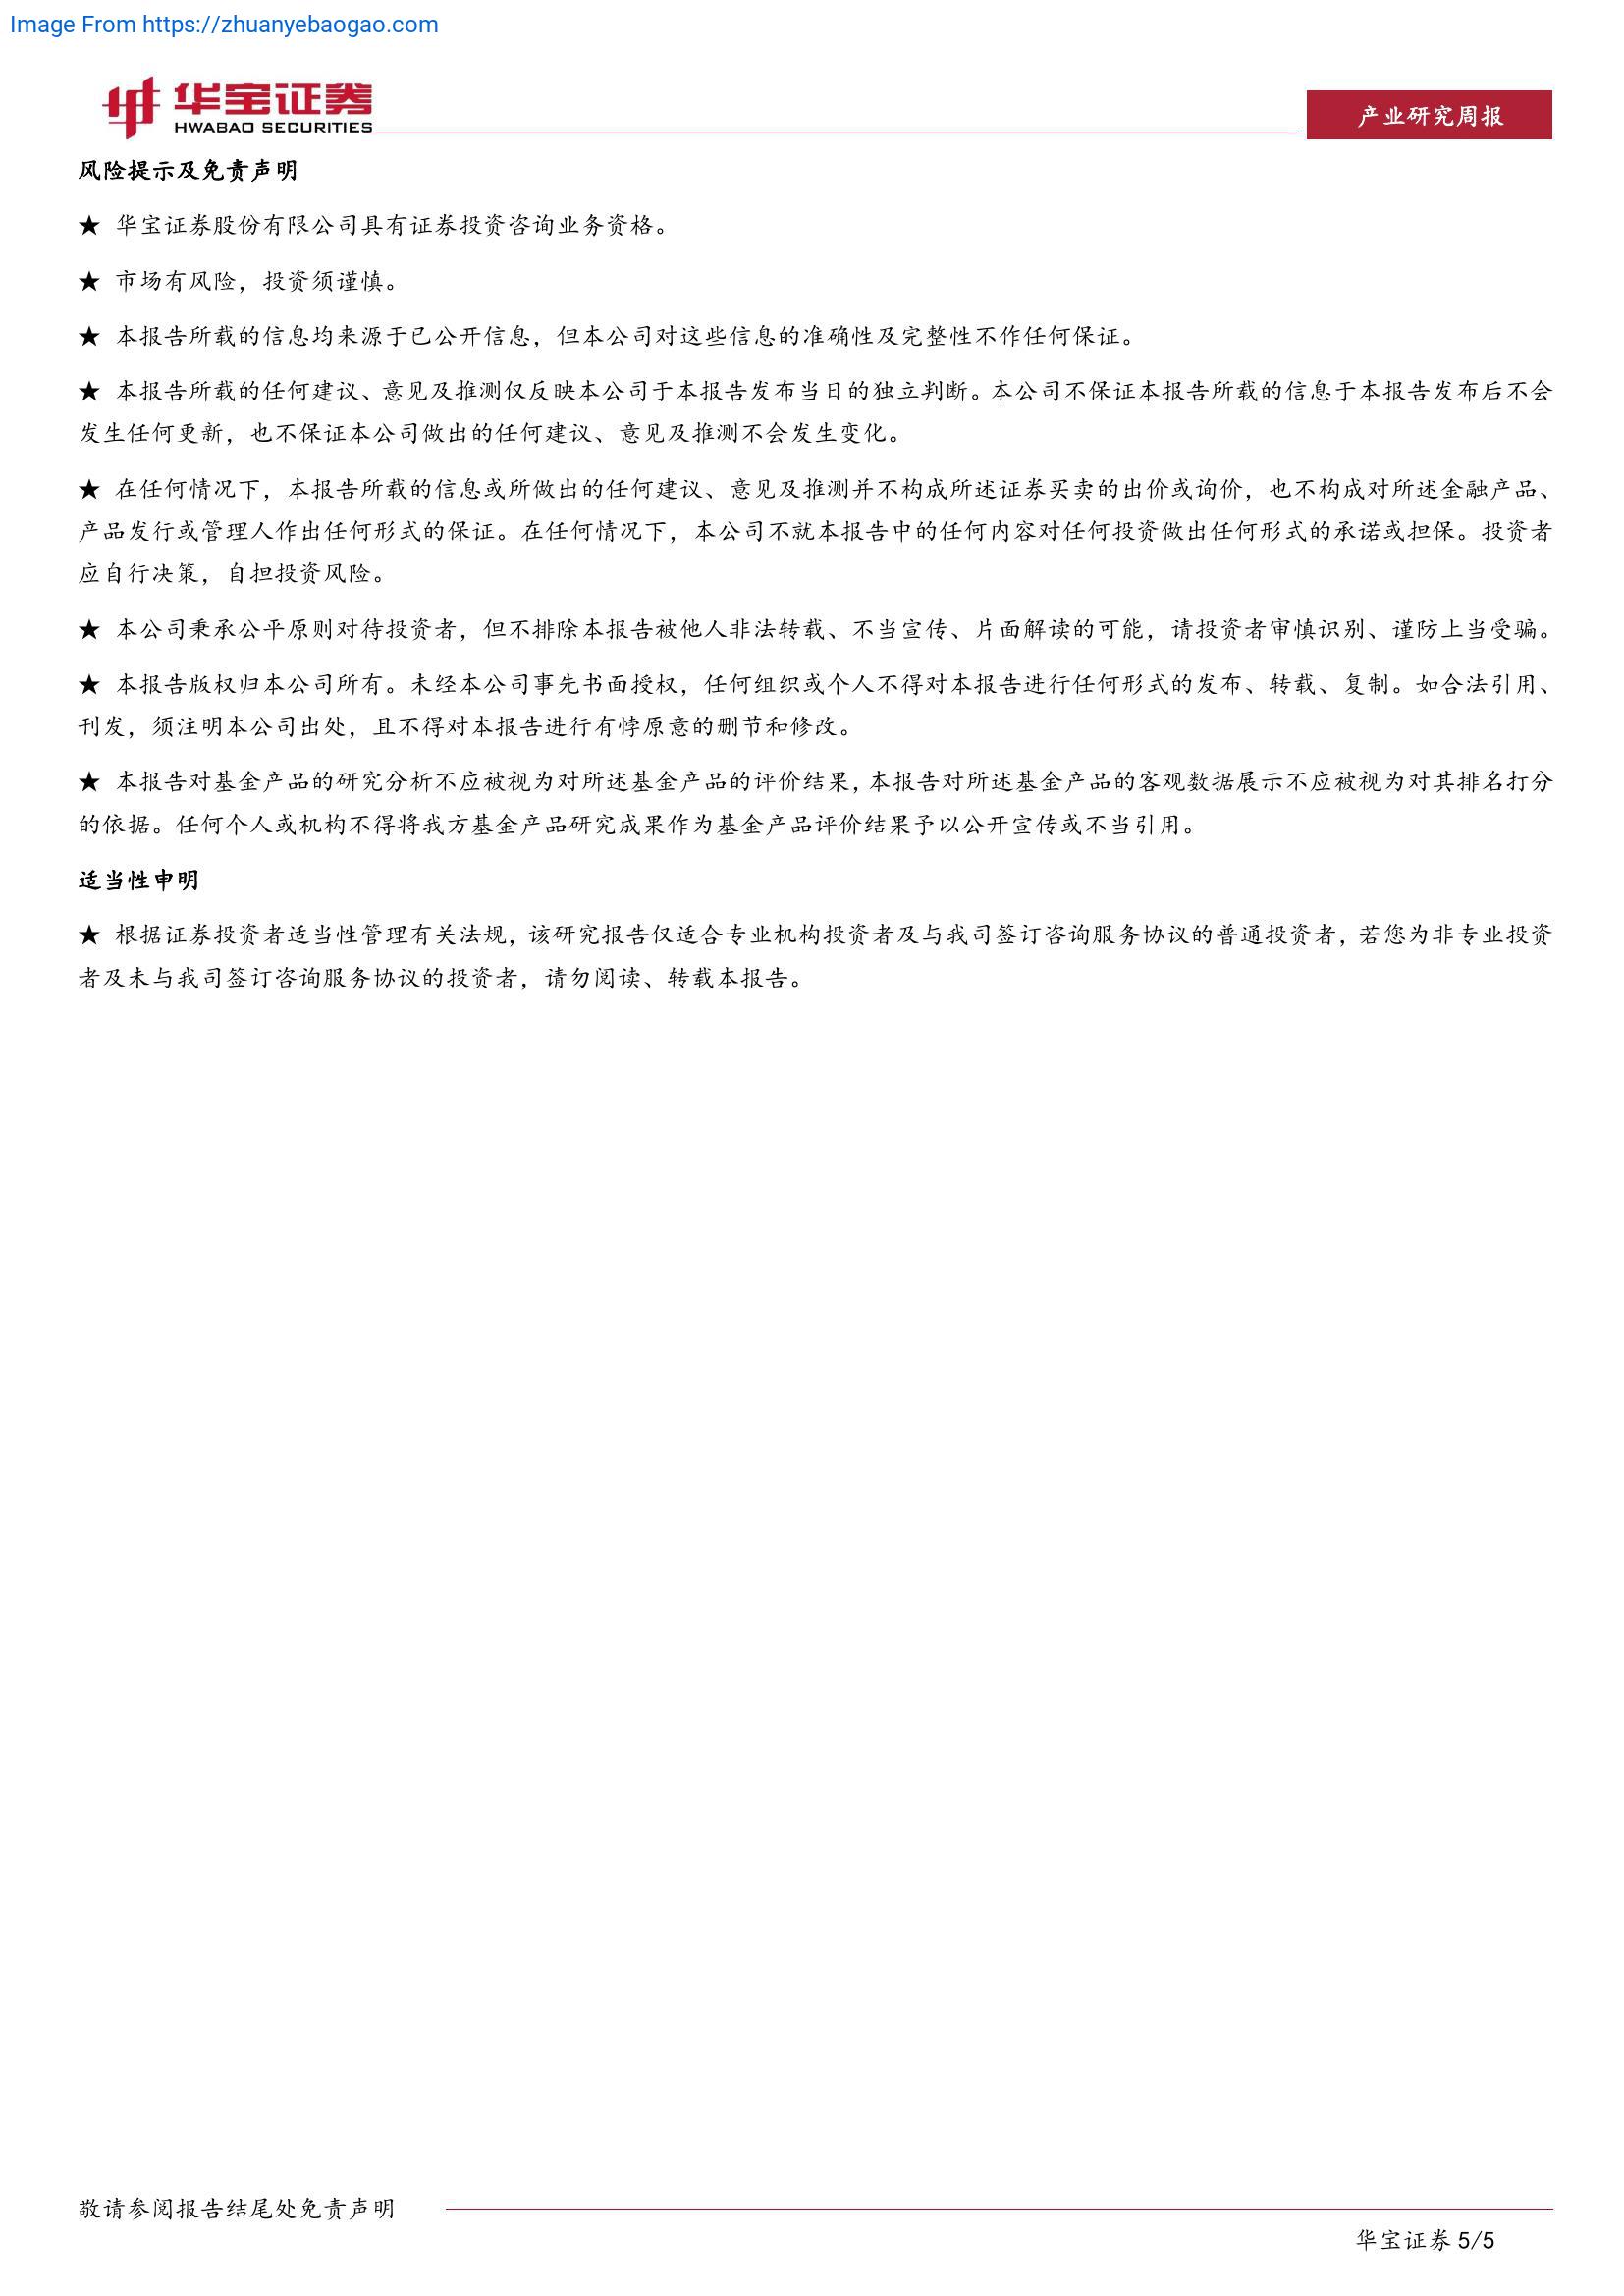 Image From https://zhuanyebaogao.com
华宝证券
HWABAO SECURITIES
产业研究周报
风险提示及免责声明
★ 华宝证券股份有限公司具有证券投资咨询业务资格。
★ 市场有风险，投资须谨慎。
★ 本报告所载的信息均来源于已公开信息，但本公司对这些信息的准确性及完整性不作任何保证。
★ 本报告所载的任何建议、意见及推测仅反映本公司于本报告发布当日的独立判断。本公司不保证本报告所载的信息于本报告发布后不会
发生任何更新，也不保证本公司做出的任何建议、意见及推测不会发生变化。
★ 在任何情况下，本报告所载的信息或所做出的任何建议、意见及推测并不构成所述证券买卖的出价或询价，也不构成对所述金融产品、
产品发行或管理人作出任何形式的保证。在任何情况下，本公司不就本报告中的任何内容对任何投资做出任何形式的承诺或担保。投资者
应自行决策，自担投资风险。
★ 本公司秉承公平原则对待投资者，但不排除本报告被他人非法转载、不当宣传、片面解读的可能，请投资者审慎识别、谨防上当受骗。
★ 本报告版权归本公司所有。未经本公司事先书面授权，任何组织或个人不得对本报告进行任何形式的发布、转载、复制。如合法引用、
刊发，须注明本公司出处，且不得对本报告进行有悖原意的删节和修改。
★ 本报告对基金产品的研究分析不应被视为对所述基金产品的评价结果，本报告对所述基金产品的客观数据展示不应被视为对其排名打分
的依据。任何个人或机构不得将我方基金产品研究成果作为基金产品评价结果予以公开宣传或不当引用。
适当性申明
★ 根据证券投资者适当性管理有关法规，该研究报告仅适合专业机构投资者及与我司签订咨询服务协议的普通投资者，若您为非专业投资
者及未与我司签订咨询服务协议的投资者，请勿阅读、转载本报告。
敬请参阅报告结尾处免责声明
华宝证券 5/5